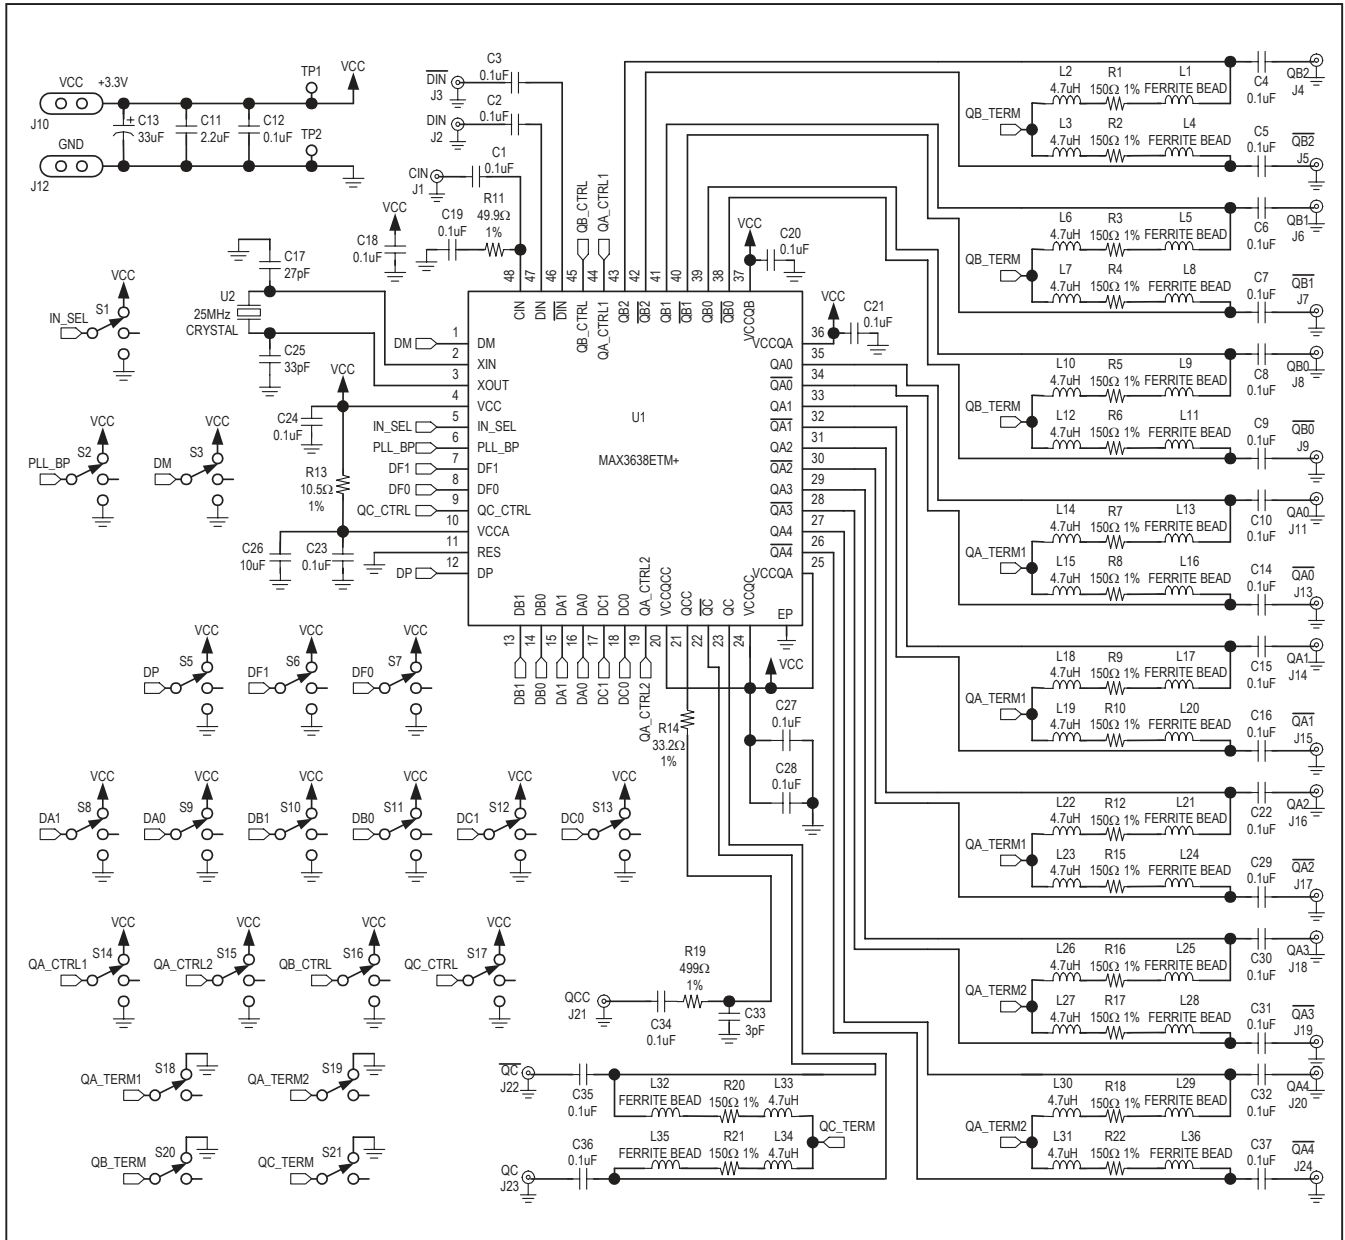 VCC +3.3V
J10
GND
J12
C13
33uF
C11
2.2uF
C12
0.1uF
TP1
TP2
VCC
C3
0.1uF
DIN
J3
C2
0.1uF
DIN
J2
C1
0.1uF
CIN
J1
R11
49.9Ω
1%
C19
0.1uF
VCC
C18
0.1uF
QB_CTRL
QA_CTRL1
VCC
C20
0.1uF
VCC
C21
0.1uF
C17
27pF
U2
25MHz
CRYSTAL
C25
33pF
VCC
S1
IN_SEL
VCC
S2
PLL_BP
VCC
S3
DM
VCC
C24
0.1uF
R13
10.5Ω
1%
C26
10uF
C23
0.1uF
48 47 46 45 44 43 42 41 40 39 38 37
CIN DIN DIN QB_CTRL QA_CTRL1 QB2 QB2 QB1 QB1 QB0 QB0 VCCQB
DM 1 DM
2 XIN
3 XOUT
4 VCC
IN_SEL 5 IN_SEL
PLL_BP 6 PLL_BP
DF1 7 DF1
DF0 8 DF0
QC_CTRL 9 QC_CTRL
10 VCCA
11 RES
DP 12 DP
U1
MAX3638ETM+
VCCQA 36
QA0 35
QA0 34
QA1 33
QA1 32
QA2 31
QA2 30
QA3 29
QA3 28
QA4 27
QA4 26
VCCQA 25
EP
DB1 DB0 DA1 DA0 DC1 DC0 QA_CTRL2 VCCQCC QCC QC QC VCCQC
13 14 15 16 17 18 19 20 21 22 23 24
DB1 DB0 DA1 DA0 DC1 DC0 QA_CTRL2
VCC
R14
33.2Ω
1%
C27
0.1uF
C28
0.1uF
VCC
S5
DP
VCC
S6
DF1
VCC
S7
DF0
VCC
S8
DA1
VCC
S9
DA0
VCC
S10
DB1
VCC
S11
DB0
VCC
S12
DC1
VCC
S13
DC0
VCC
S14
QA_CTRL1
VCC
S15
QA_CTRL2
VCC
S16
QB_CTRL
VCC
S17
QC_CTRL
S18
QA_TERM1
S19
QA_TERM2
S20
QB_TERM
S21
QC_TERM
QCC
J21
C34
0.1uF
R19
499Ω
1%
C33
3pF
QC
J22
C35
0.1uF
L32
FERRITE BEAD
R20
150Ω 1%
L33
4.7uH
QC_TERM
C36
0.1uF
L35
FERRITE BEAD
R21
150Ω 1%
L34
4.7uH
QC
J23
L2 R1 L1
4.7uH 150Ω 1% FERRITE BEAD
QB_TERM
L3 R2 L4
4.7uH 150Ω 1% FERRITE BEAD
C4
0.1uF
QB2
J4
C5
0.1uF
QB2
J5
L6 R3 L5
4.7uH 150Ω 1% FERRITE BEAD
QB_TERM
L7 R4 L8
4.7uH 150Ω 1% FERRITE BEAD
C6
0.1uF
QB1
J6
C7
0.1uF
QB1
J7
L10 R5 L9
4.7uH 150Ω 1% FERRITE BEAD
QB_TERM
L12 R6 L11
4.7uH 150Ω 1% FERRITE BEAD
C8
0.1uF
QB0
J8
C9
0.1uF
QB0
J9
L14 R7 L13
4.7uH 150Ω 1% FERRITE BEAD
QA_TERM1
L15 R8 L16
4.7uH 150Ω 1% FERRITE BEAD
C10
0.1uF
QA0
J11
C14
0.1uF
QA0
J13
L18 R9 L17
4.7uH 150Ω 1% FERRITE BEAD
QA_TERM1
L19 R10 L20
4.7uH 150Ω 1% FERRITE BEAD
C15
0.1uF
QA1
J14
C16
0.1uF
QA1
J15
L22 R12 L21
4.7uH 150Ω 1% FERRITE BEAD
QA_TERM1
L23 R15 L24
4.7uH 150Ω 1% FERRITE BEAD
C22
0.1uF
QA2
J16
C29
0.1uF
QA2
J17
L26 R16 L25
4.7uH 150Ω 1% FERRITE BEAD
QA_TERM2
L27 R17 L28
4.7uH 150Ω 1% FERRITE BEAD
C30
0.1uF
QA3
J18
C31
0.1uF
QA3
J19
L30 R18 L29
4.7uH 150Ω 1% FERRITE BEAD
QA_TERM2
L31 R22 L36
4.7uH 150Ω 1% FERRITE BEAD
C32
0.1uF
QA4
J20
C37
0.1uF
QA4
J24